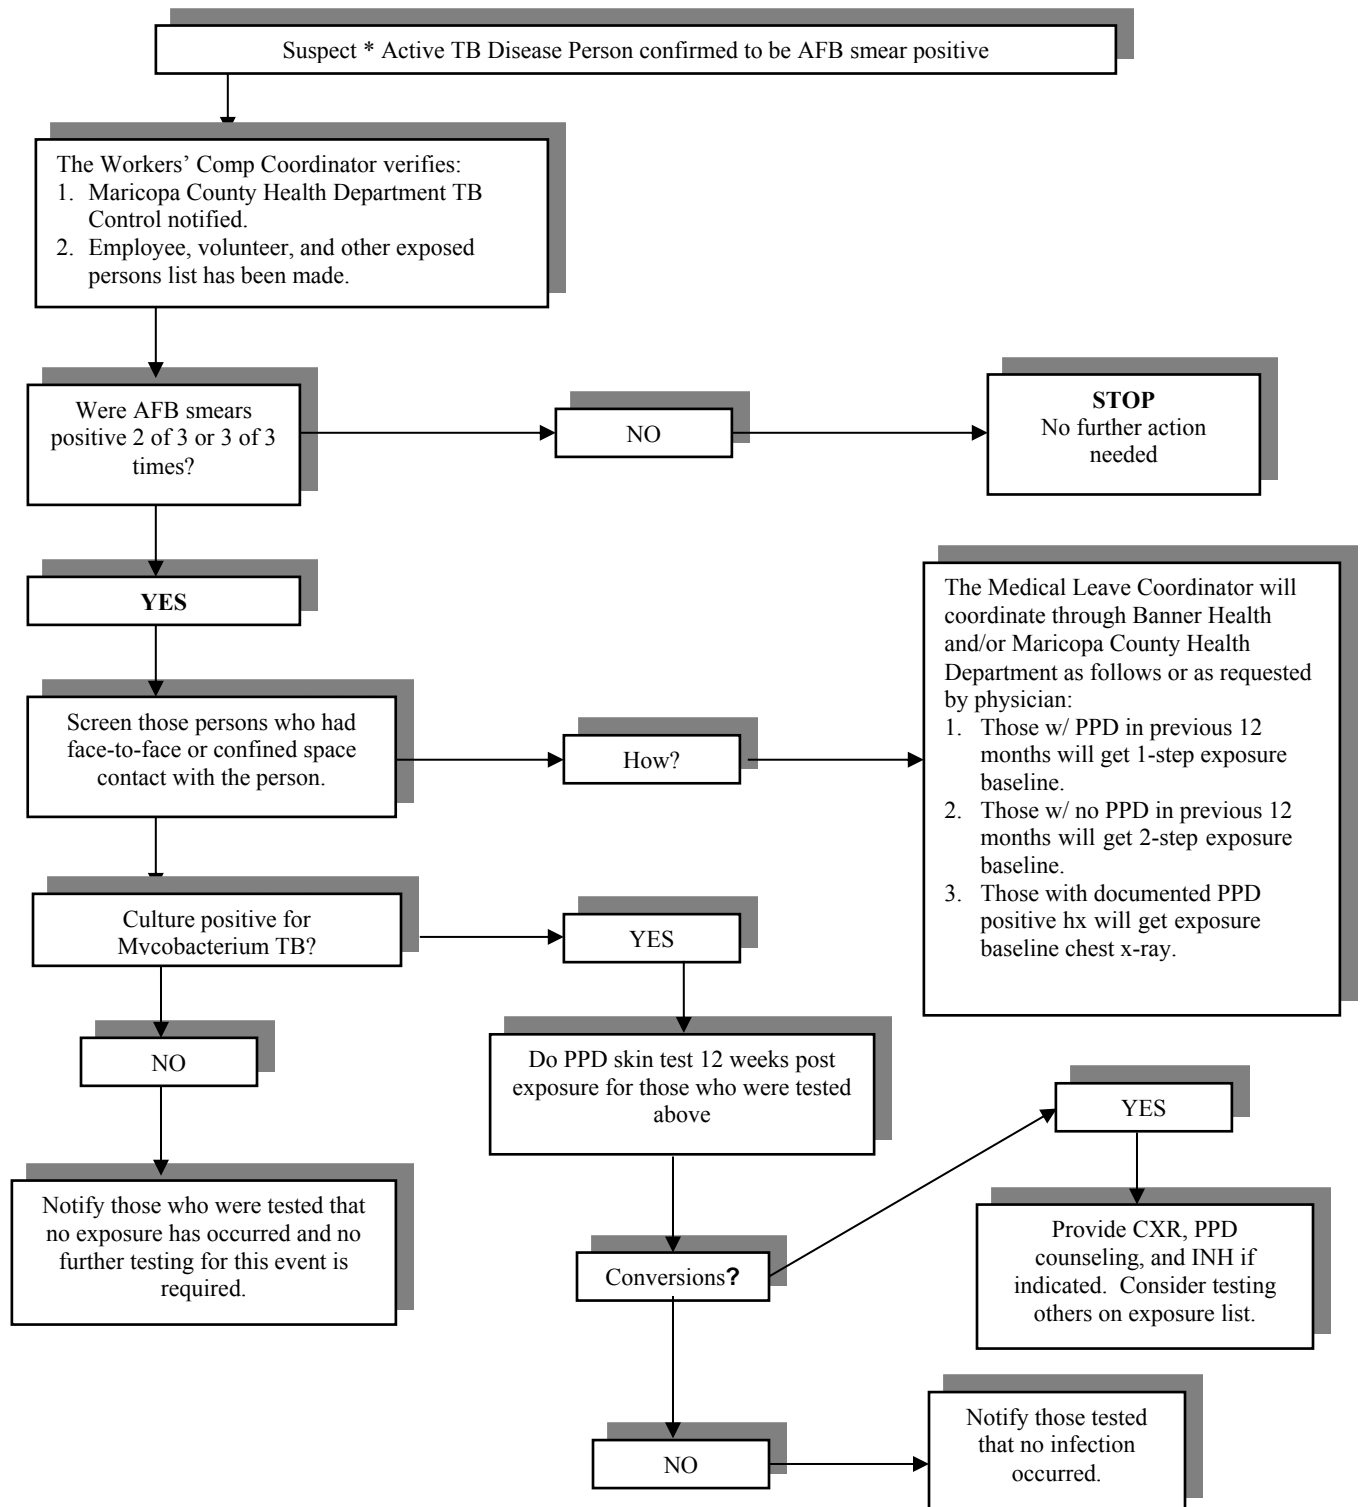 Suspect * Active TB Disease Person confirmed to be AFB smear positive
The Workers’ Comp Coordinator verifies:
1. Maricopa County Health Department TB
Control notified.
2. Employee, volunteer, and other exposed
persons list has been made.
Were AFB smears
positive 2 of 3 or 3 of 3
times?
NO
STOP
No further action
needed
YES
Screen those persons who had
face-to-face or confined space
contact with the person.
How?
The Medical Leave Coordinator will
coordinate through Banner Health
and/or Maricopa County Health
Department as follows or as requested
by physician:
1. Those w/ PPD in previous 12
months will get 1-step exposure
baseline.
2. Those w/ no PPD in previous 12
months will get 2-step exposure
baseline.
3. Those with documented PPD
positive hx will get exposure
baseline chest x-ray.
Culture positive for
Mycobacterium TB?
YES
NO
Do PPD skin test 12 weeks post
exposure for those who were tested
above
YES
Notify those who were tested that
no exposure has occurred and no
further testing for this event is
required.
Conversions?
Provide CXR, PPD
counseling, and INH if
indicated. Consider testing
others on exposure list.
NO
Notify those tested
that no infection
occurred.